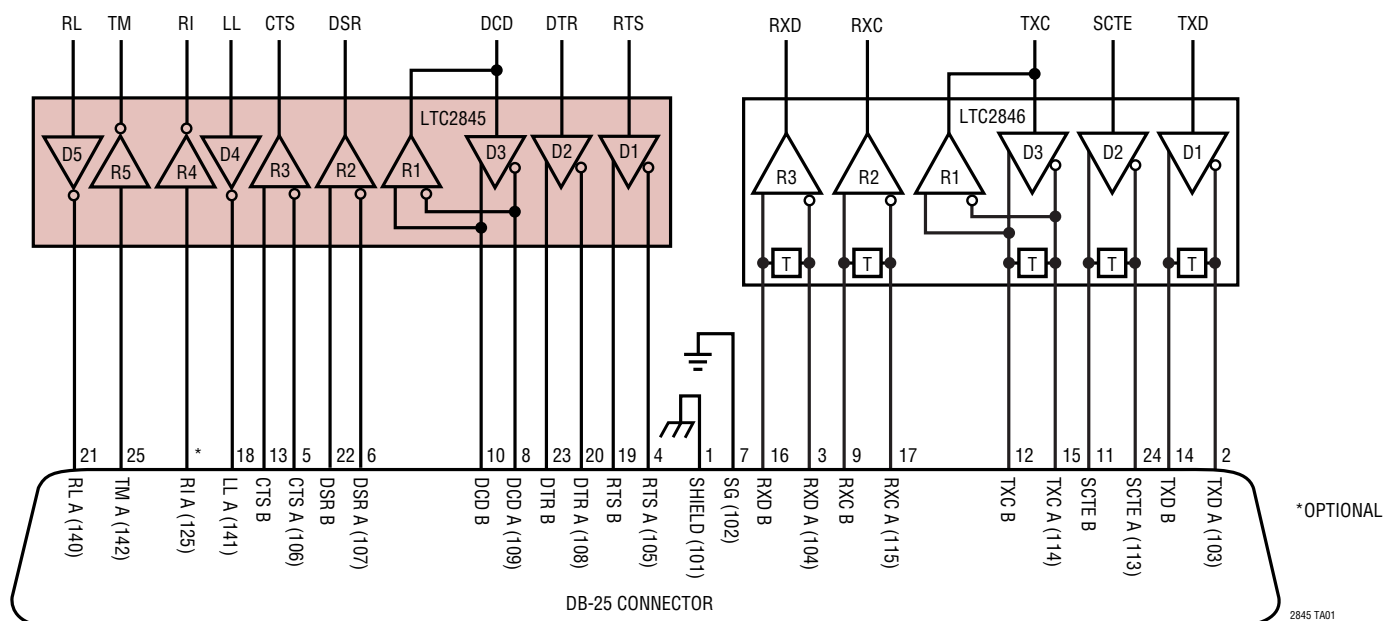 RL TM RI LL CTS DSR DCD DTR RTS RXD RXC TXC SCTE TXD
LTC2845 LTC2846
D5 R5 R4 D4 R3 R2 R1 D3 D2 D1 R3 R2 R1 D3 D2 D1
T T T T T
21 25 * 18 13 5 22 6 10 8 23 20 19 4 1 7 16 3 9 17 12 15 11 24 14 2
RL A (140)
TM A (142)
RI A (125)
LL A (141)
CTS B
CTS A (106)
DSR B
DSR A (107)
DCD B
DCD A (109)
DTR B
DTR A (108)
RTS B
RTS A (105)
SHIELD (101)
SG (102)
RXD B
RXD A (104)
RXC B
RXC A (115)
TXC B
TXC A (114)
SCTE B
SCTE A (113)
TXD B
TXD A (103)
*OPTIONAL
DB-25 CONNECTOR
2845 TA01